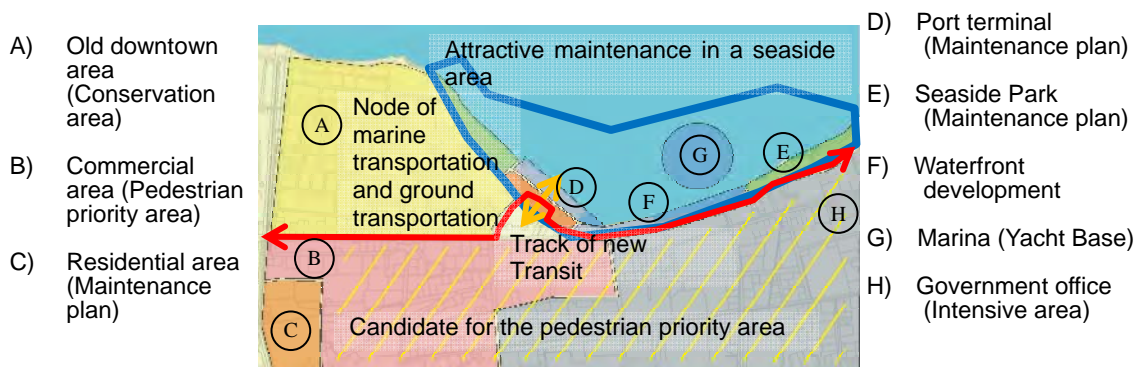 A) Old downtown
area
(Conservation
area)
B) Commercial
area (Pedestrian
priority area)
C) Residential area
(Maintenance
plan)
Attractive maintenance in a seaside
area
A
Node of
marine
transportation
and ground
transportation
G
E
D
F
H
Track of new
Transit
B
C
Candidate for the pedestrian priority area
D) Port terminal
(Maintenance plan)
E) Seaside Park
(Maintenance plan)
F) Waterfront
development
G) Marina (Yacht Base)
H) Government office
(Intensive area)